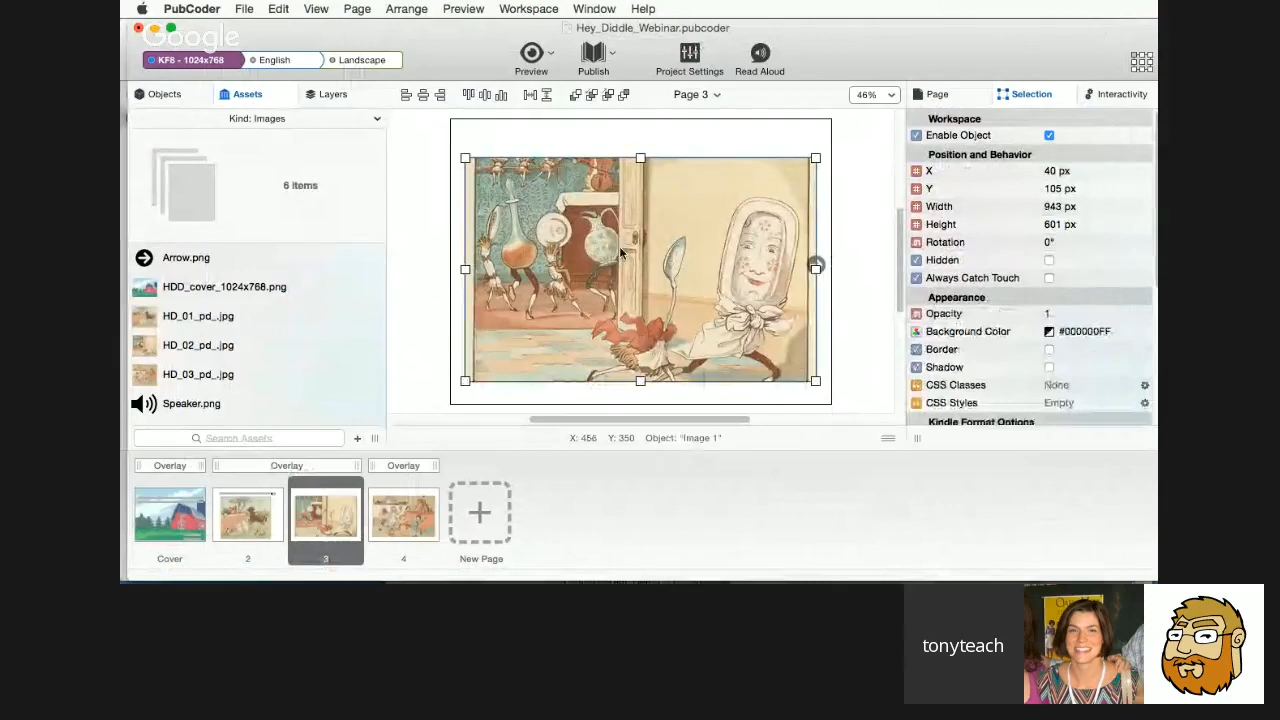 PubCoder File Edit View Page Arrange Preview Workspace Window Help
Hey_Diddle_Webinar.pubcoder
Google
KF8 - 1024x768 English Landscape
Preview Publish Project Settings Read Aloud
Objects Assets Layers Page 3 46% Page Selection Interactivity
Kind: Images
6 items
Arrow.png
HDD_cover_1024x768.png
HD_01_pd_.jpg
HD_02_pd_.jpg
HD_03_pd_.jpg
Speaker.png
Search Assets
X: 456 Y: 350 Object: "Image 1"
Workspace
Enable Object
Position and Behavior
X 40 px
Y 105 px
Width 943 px
Height 601 px
Rotation 0°
Hidden
Always Catch Touch
Appearance
Opacity 1
Background Color #000000FF
Border
Shadow
CSS Classes None
CSS Styles Empty
Kindle Format Options
Overlay Overlay Overlay
Cover 2 3 4 New Page
tonyteach